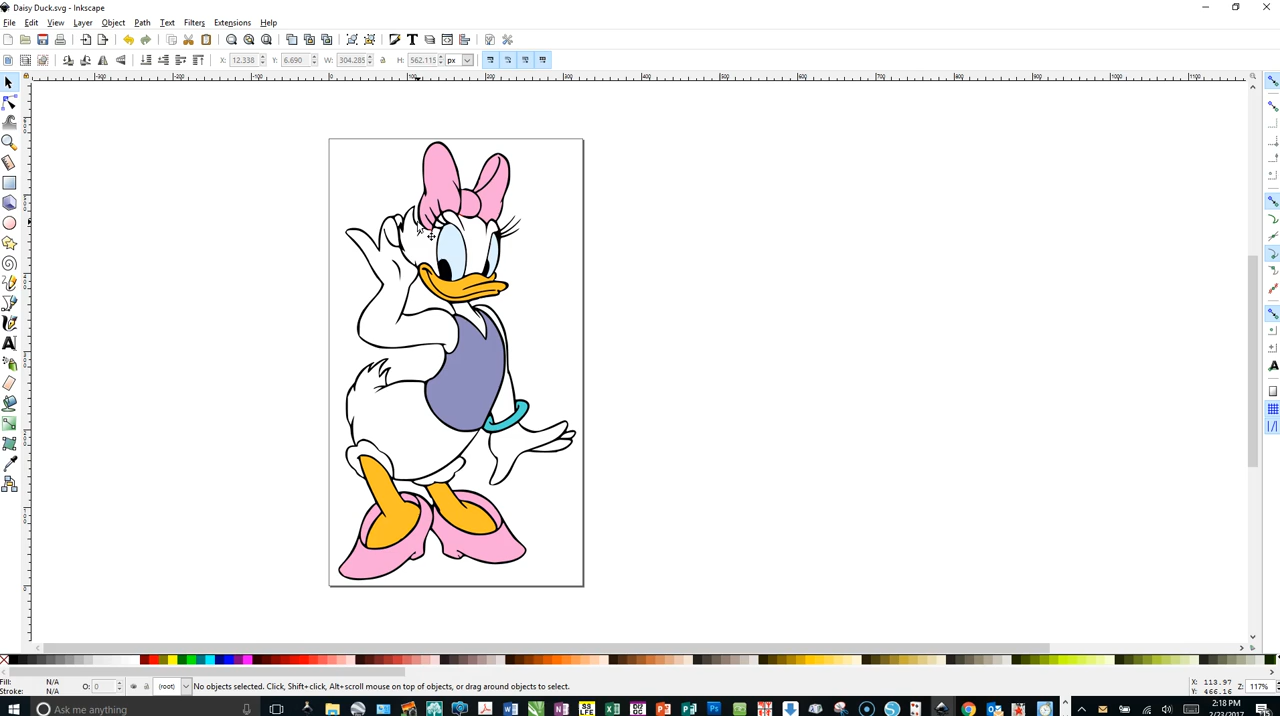 Daisy Duck.svg - Inkscape
File Edit View Layer Object Path Text Filters Extensions Help
X: 12.338 Y: 6.690 W: 304.285 H: 562.115 px
Fill: N/A
Stroke: N/A
O: 0
(root)
No objects selected. Click, Shift+click, Alt+scroll mouse on top of objects, or drag around objects to select.
X: 113.97
Y: 466.16
Z: 117%
Ask me anything
2:18 PM
2/23/2017